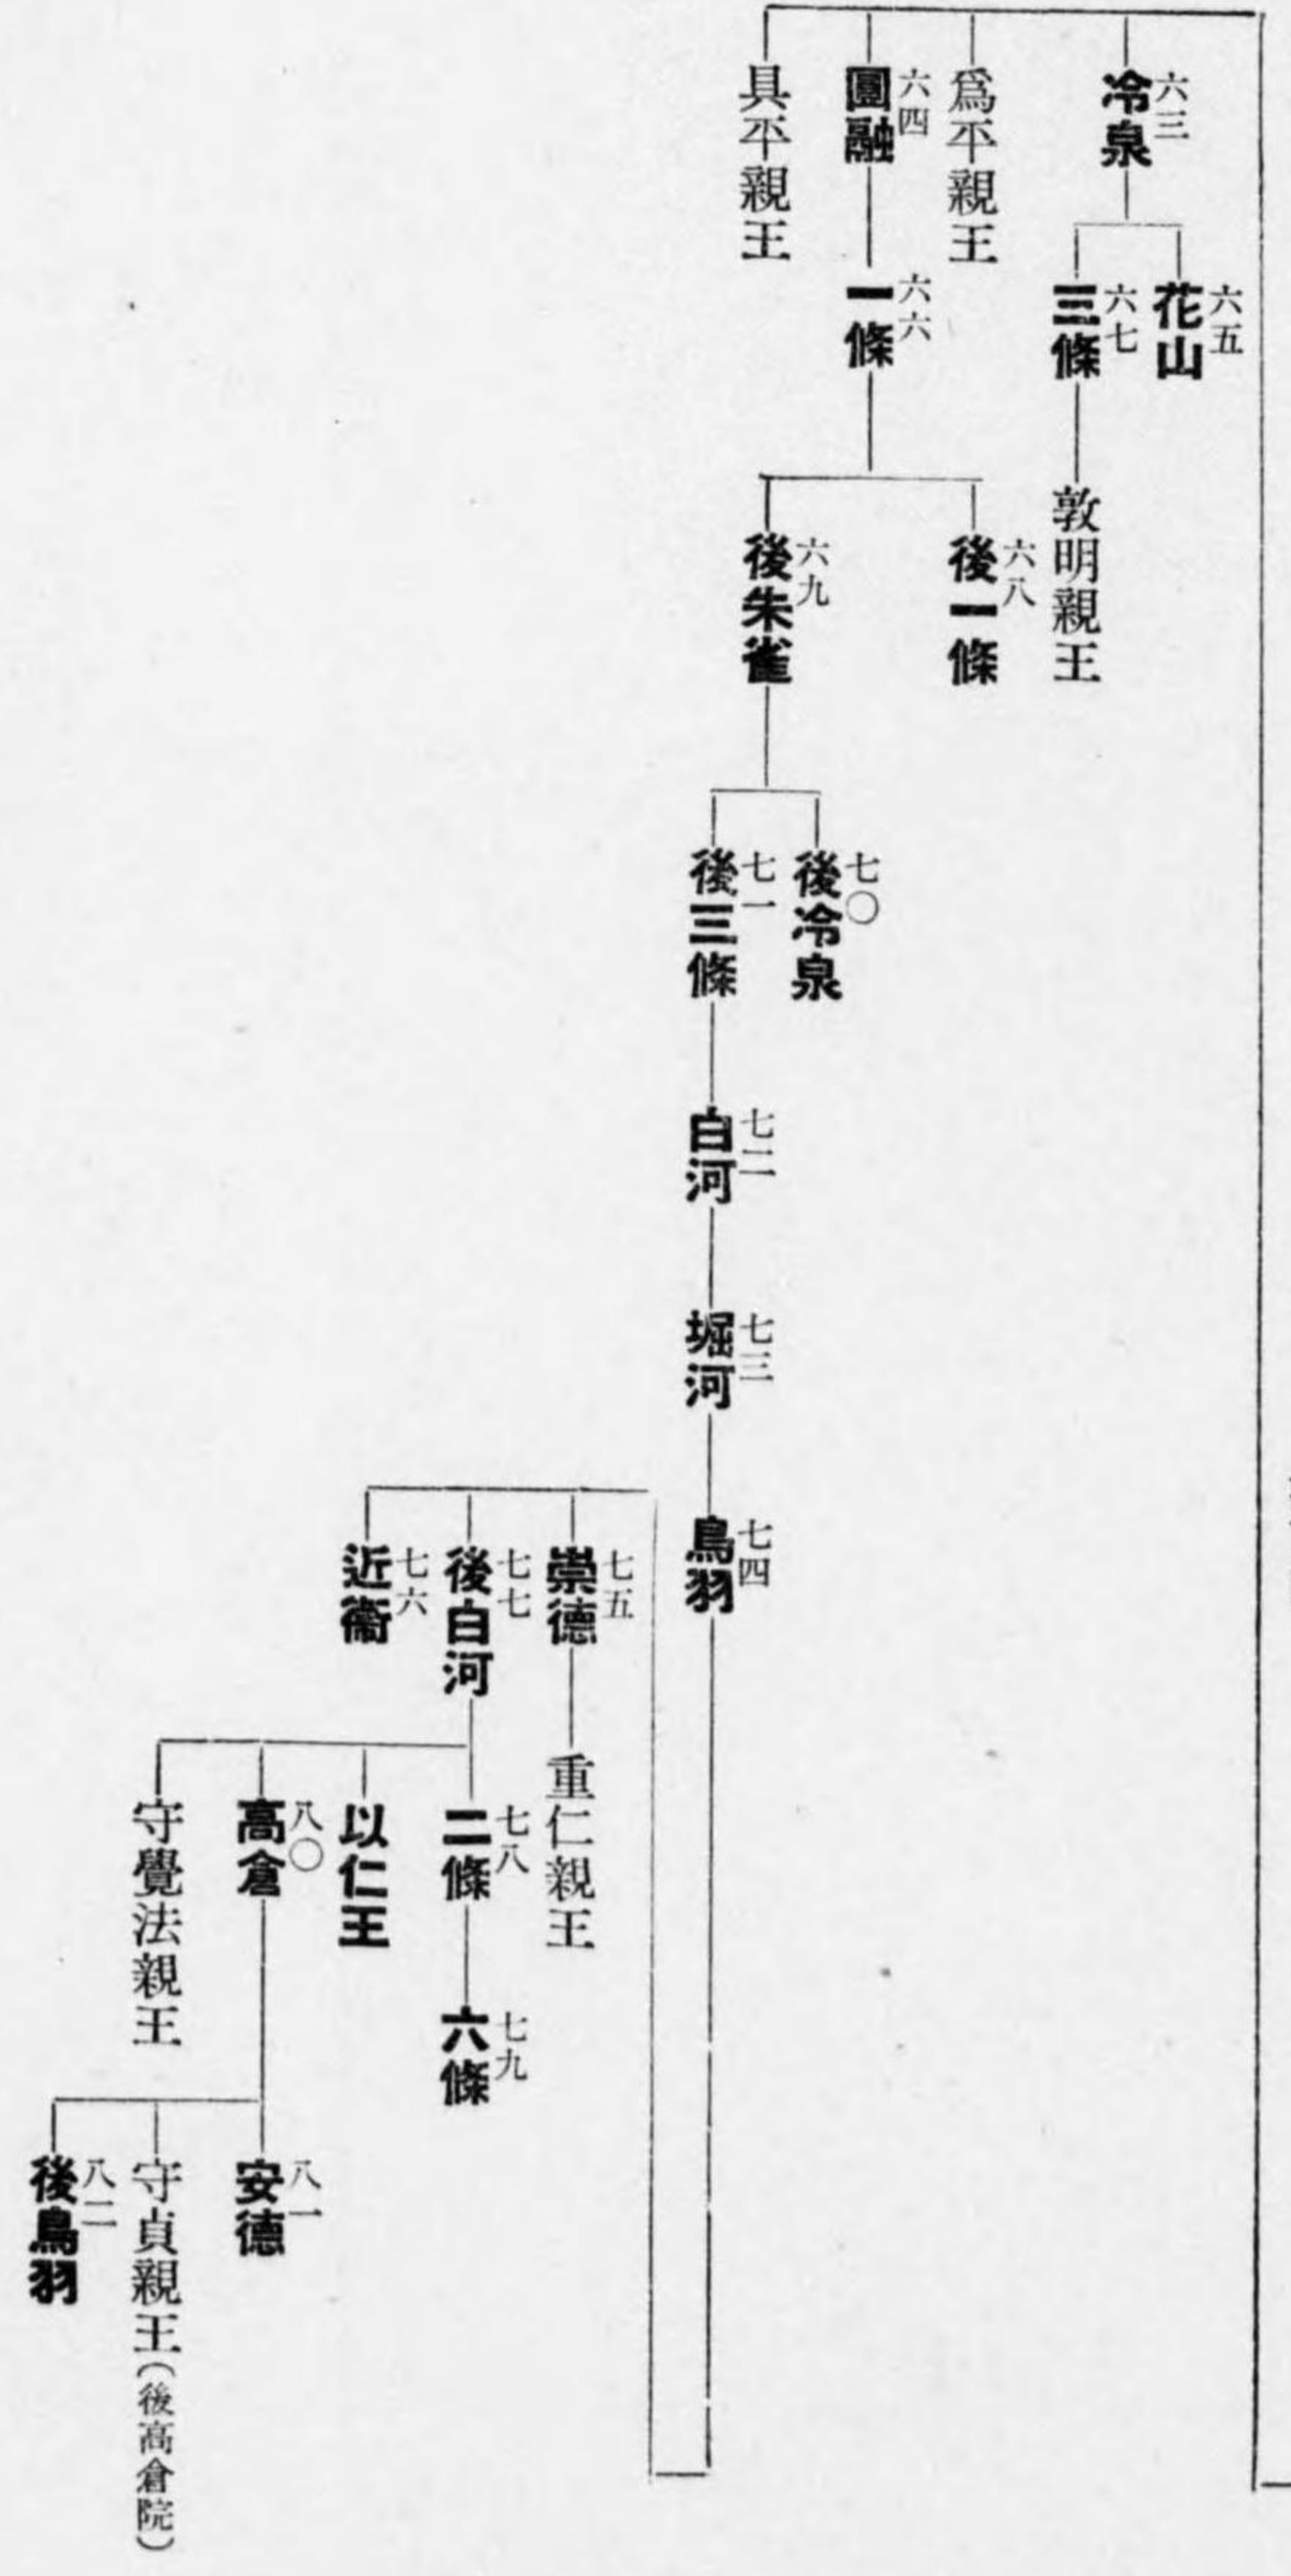 六三
冷泉
六五
花山
六七
三條
敦明親王
爲平親王
六四
圓融
六六
一條
六八
後一條
六九
後朱雀
七〇
後冷泉
七一
後三條
七二
白河
七三
堀河
七四
鳥羽
具平親王
七五
崇德
重仁親王
七七
後白河
七八
二條
七九
六條
以仁王
八〇
高倉
八一
安德
守貞親王(後高倉院)
八二
後鳥羽
守覺法親王
七六
近衞